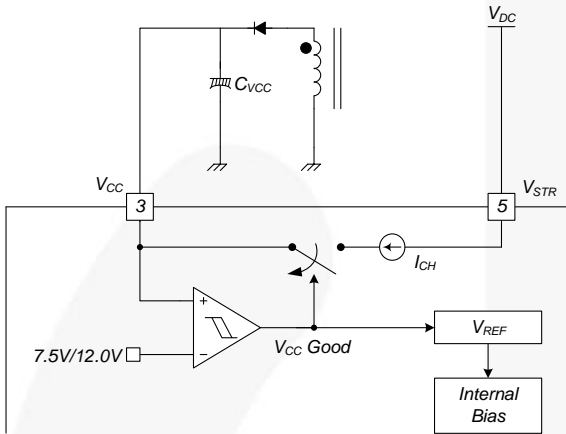 V_DC
C_VCC
V_CC
3
5
V_STR
I_CH
7.5V/12.0V
+
−
V_CC Good
V_REF
Internal
Bias